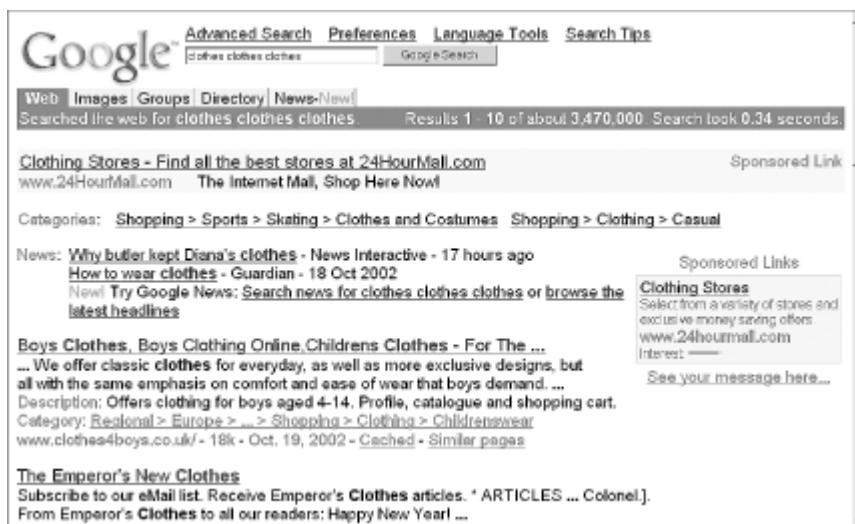 Google™
Advanced Search Preferences Language Tools Search Tips
clothes clothes clothes Google Search
Web Images Groups Directory News-New!
Searched the web for clothes clothes clothes. Results 1 - 10 of about 3,470,000. Search took 0.34 seconds.
Clothing Stores - Find all the best stores at 24HourMall.com Sponsored Link
www.24HourMall.com The Internet Mall, Shop Here Now!
Categories: Shopping > Sports > Skating > Clothes and Costumes Shopping > Clothing > Casual
News: Why butler kept Diana's clothes - News Interactive - 17 hours ago
How to wear clothes - Guardian - 18 Oct 2002
New! Try Google News: Search news for clothes clothes clothes or browse the
latest headlines
Sponsored Links
Clothing Stores
Select from a variety of stores and
exclusive money saving offers.
www.24hourmall.com
Interest:
See your message here...
Boys Clothes, Boys Clothing Online,Childrens Clothes - For The ...
... We offer classic clothes for everyday, as well as more exclusive designs, but
all with the same emphasis on comfort and ease of wear that boys demand. ...
Description: Offers clothing for boys aged 4-14. Profile, catalogue and shopping cart.
Category: Regional > Europe > ... > Shopping > Clothing > Childrenswear
www.clothes4boys.co.uk/ - 18k - Oct. 19, 2002 - Cached - Similar pages
The Emperor's New Clothes
Subscribe to our eMail list. Receive Emperor's Clothes articles. * ARTICLES ... Colonel.].
From Emperor's Clothes to all our readers: Happy New Year! ...